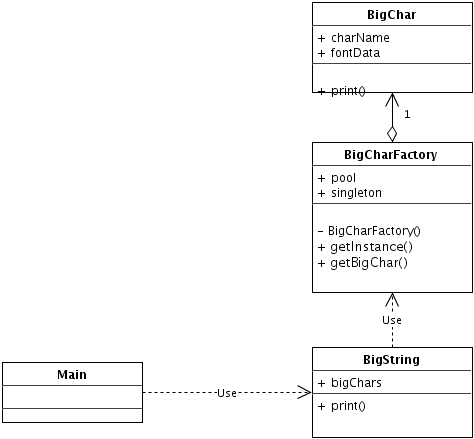 BigChar
+ charName
+ fontData
+ print()
1
BigCharFactory
+ pool
+ singleton
- BigCharFactory()
+ getInstance()
+ getBigChar()
Use
BigString
+ bigChars
+ print()
Main
Use